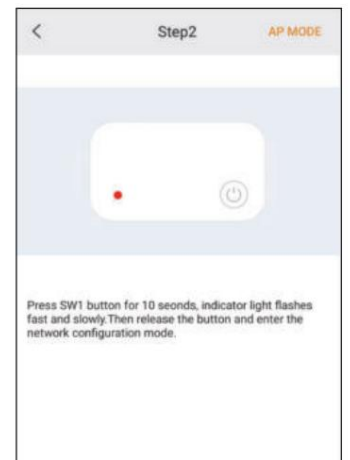 Step2
AP MODE
Press SW1 button for 10 seonds, indicator light flashes
fast and slowly.Then release the button and enter the
network configuration mode.